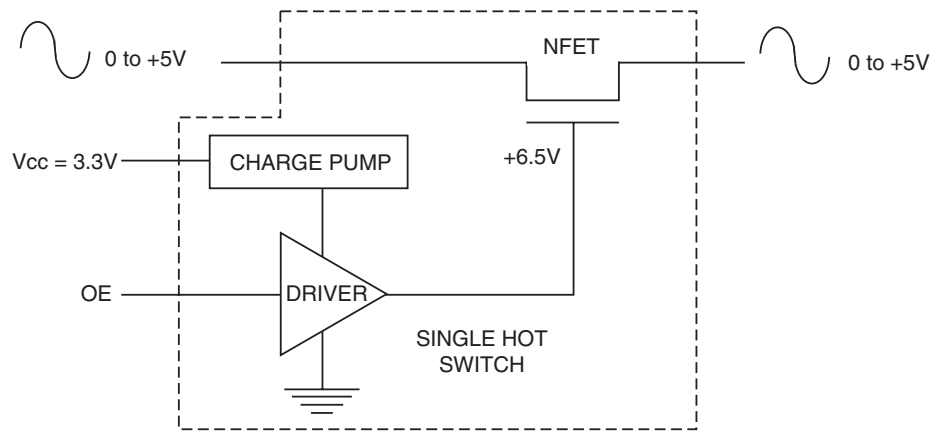 NFET
0 to +5V
0 to +5V
Vcc = 3.3V
CHARGE PUMP
+6.5V
OE
DRIVER
SINGLE HOT
SWITCH